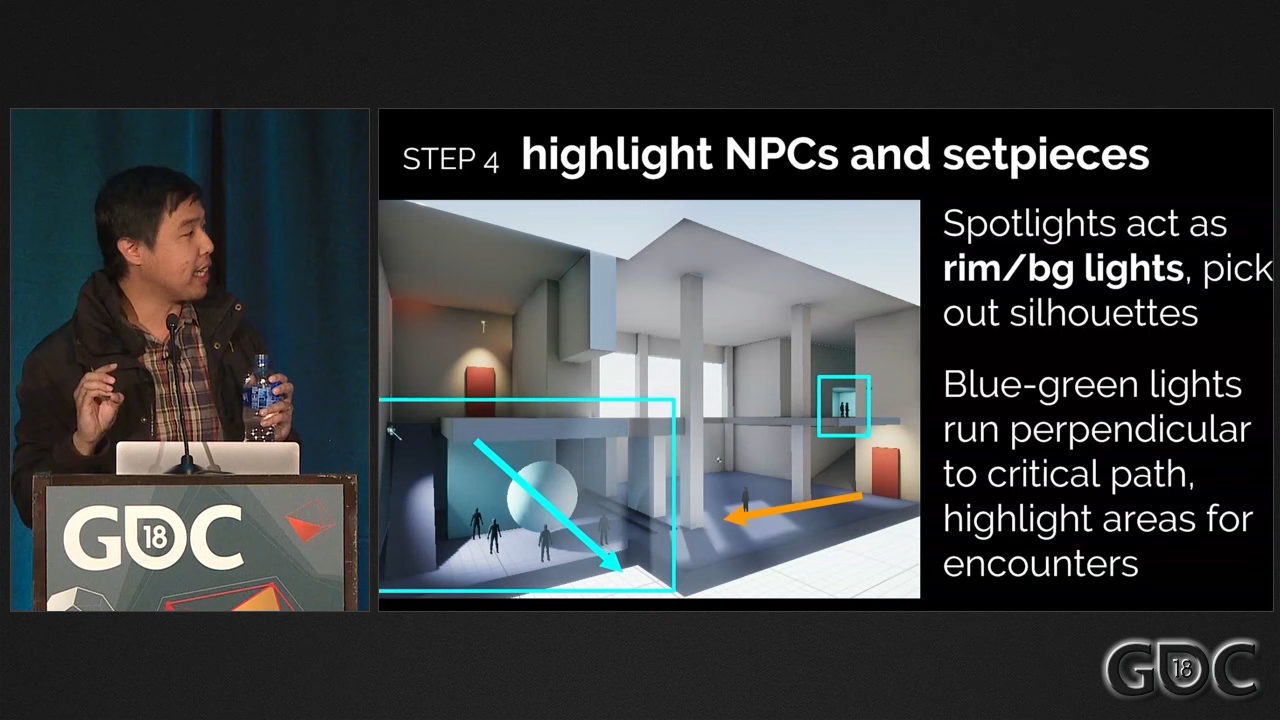 STEP 4 highlight NPCs and setpieces
Spotlights act as
rim/bg lights, pick
out silhouettes
Blue-green lights
run perpendicular
to critical path,
highlight areas for
encounters
GDC
18
GDC
18